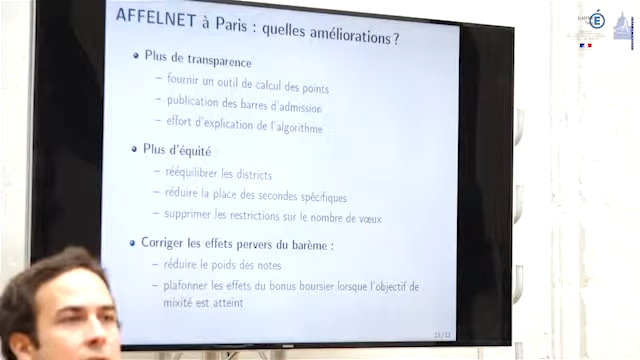 AFFELNET à Paris : quelles améliorations ?
• Plus de transparence
– fournir un outil de calcul des points
– publication des barres d'admission
– effort d'explication de l'algorithme
• Plus d'équité
– rééquilibrer les districts
– réduire la place des secondes spécifiques
– supprimer les restrictions sur le nombre de vœux
• Corriger les effets pervers du barème :
– réduire le poids des notes
– plafonner les effets du bonus boursier lorsque l'objectif de
mixité est atteint